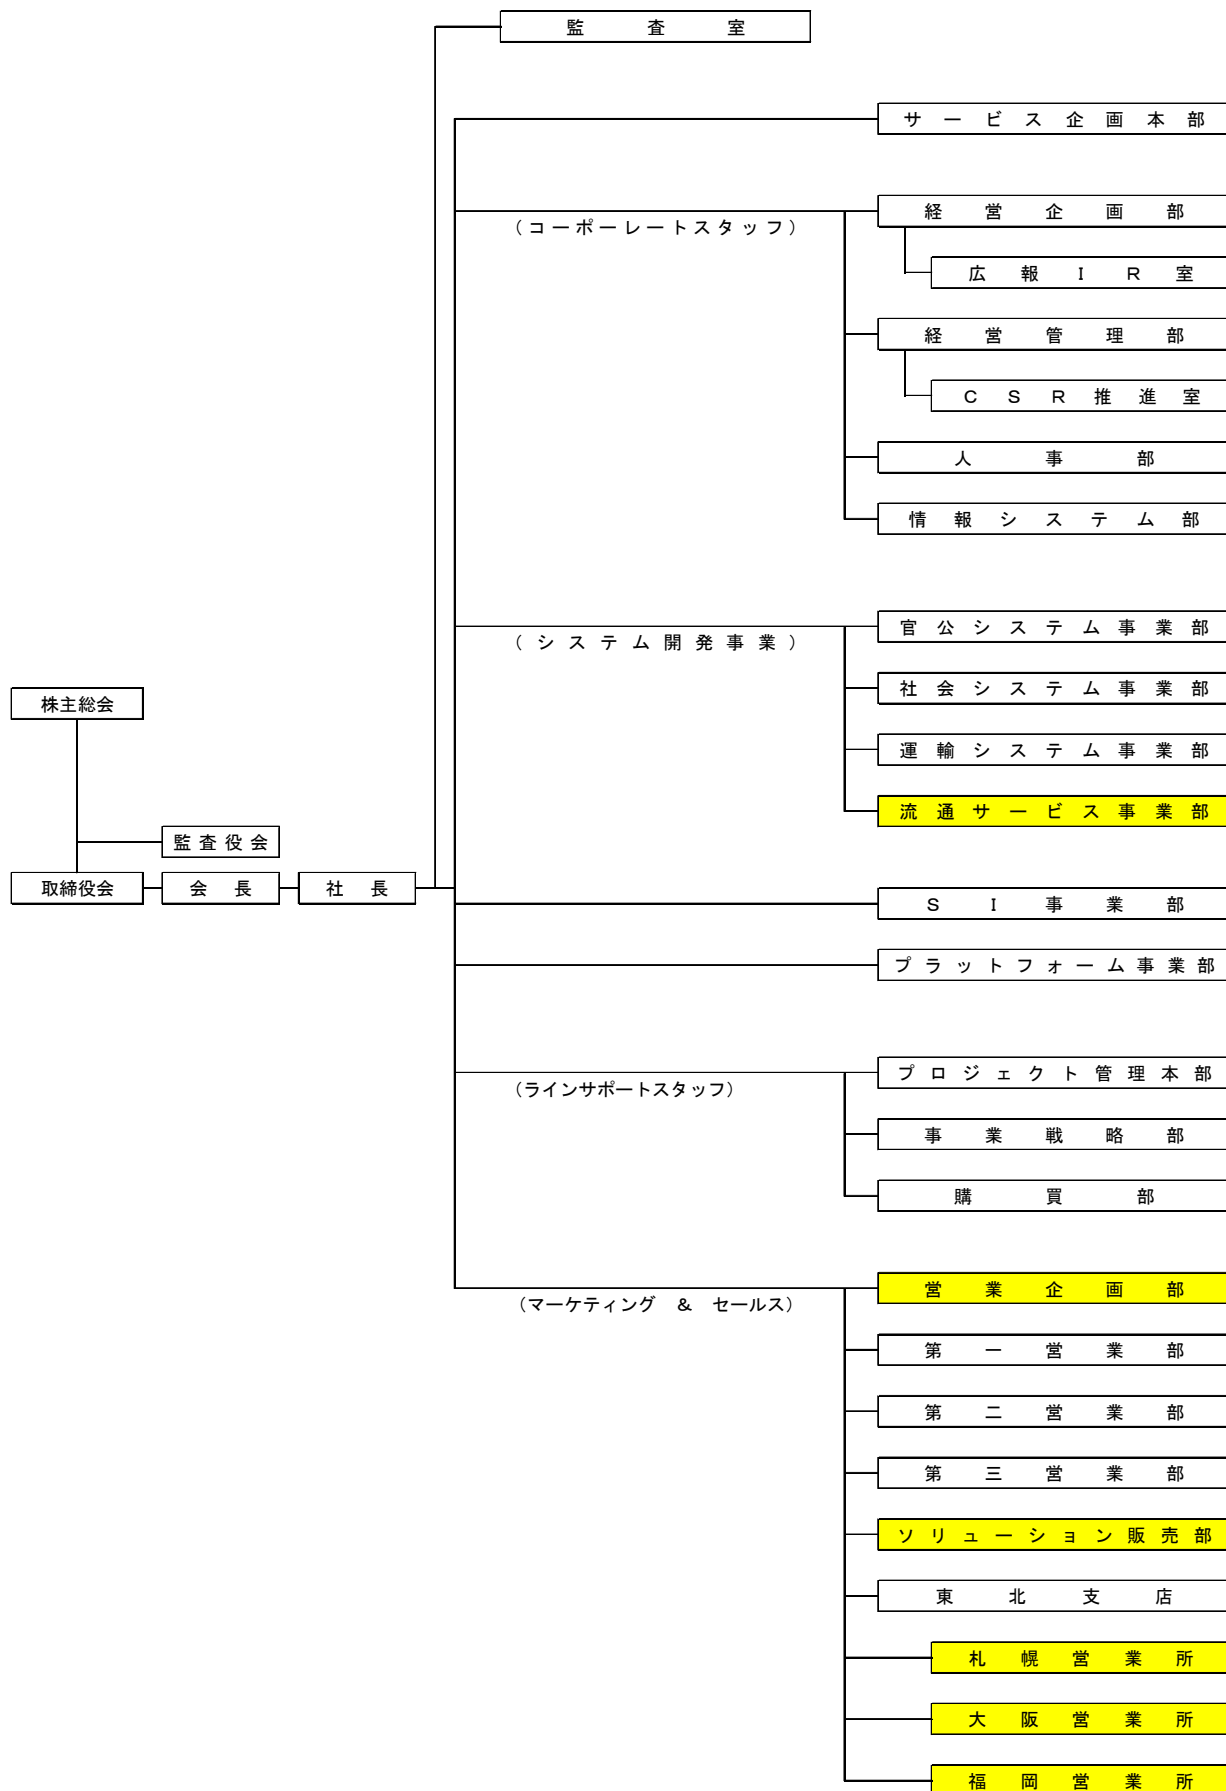 監査室
サービス企画本部
経営企画部
（コーポレートスタッフ）
広報ＩＲ室
経営管理部
ＣＳＲ推進室
人事部
情報システム部
官公システム事業部
（システム開発事業）
社会システム事業部
株主総会
運輸システム事業部
流通サービス事業部
監査役会
取締役会
会長
社長
ＳＩ事業部
プラットフォーム事業部
プロジェクト管理本部
（ラインサポートスタッフ）
事業戦略部
購買部
営業企画部
（マーケティング　＆　セールス）
第一営業部
第二営業部
第三営業部
ソリューション販売部
東北支店
札幌営業所
大阪営業所
福岡営業所